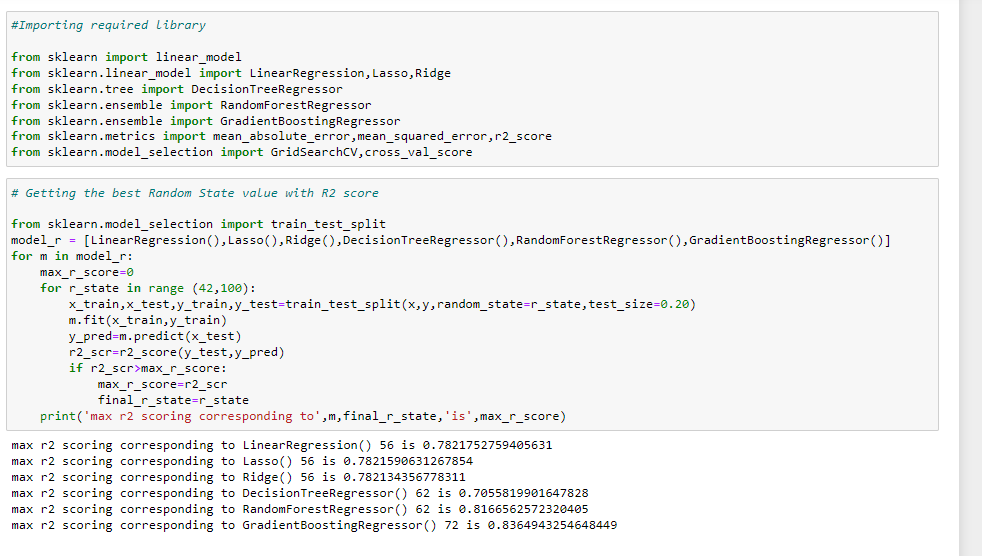 #Importing required library
from sklearn import linear_model
from sklearn.linear_model import LinearRegression,Lasso,Ridge
from sklearn.tree import DecisionTreeRegressor
from sklearn.ensemble import RandomForestRegressor
from sklearn.ensemble import GradientBoostingRegressor
from sklearn.metrics import mean_absolute_error,mean_squared_error,r2_score
from sklearn.model_selection import GridSearchCV,cross_val_score
# Getting the best Random State value with R2 score
from sklearn.model_selection import train_test_split
model_r = [LinearRegression(),Lasso(),Ridge(),DecisionTreeRegressor(),RandomForestRegressor(),GradientBoostingRegressor()]
for m in model_r:
    max_r_score=0
    for r_state in range (42,100):
        x_train,x_test,y_train,y_test=train_test_split(x,y,random_state=r_state,test_size=0.20)
        m.fit(x_train,y_train)
        y_pred=m.predict(x_test)
        r2_scr=r2_score(y_test,y_pred)
        if r2_scr>max_r_score:
            max_r_score=r2_scr
            final_r_state=r_state
    print('max r2 scoring corresponding to',m,final_r_state,'is',max_r_score)
max r2 scoring corresponding to LinearRegression() 56 is 0.7821752759405631
max r2 scoring corresponding to Lasso() 56 is 0.7821590631267854
max r2 scoring corresponding to Ridge() 56 is 0.782134356778311
max r2 scoring corresponding to DecisionTreeRegressor() 62 is 0.7055819901647828
max r2 scoring corresponding to RandomForestRegressor() 62 is 0.8166562572320405
max r2 scoring corresponding to GradientBoostingRegressor() 72 is 0.8364943254648449